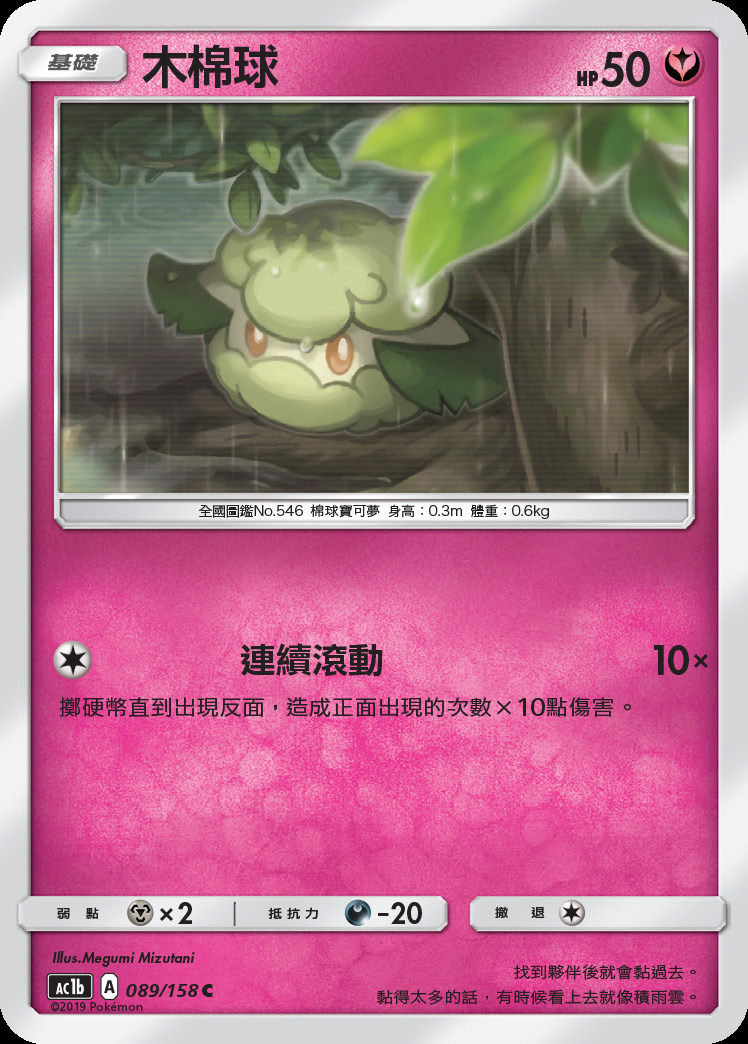 基礎 木棉球 HP50
全國圖鑑No.546 棉球寶可夢 身高：0.3m 體重：0.6kg
連續滾動 10×
擲硬幣直到出現反面，造成正面出現的次數×10點傷害。
弱點 ×2 抵抗力 -20 撤退
Illus.Megumi Mizutani
AC1b A 089/158 C
©2019 Pokémon
找到夥伴後就會黏過去。
黏得太多的話，有時候看上去就像積雨雲。